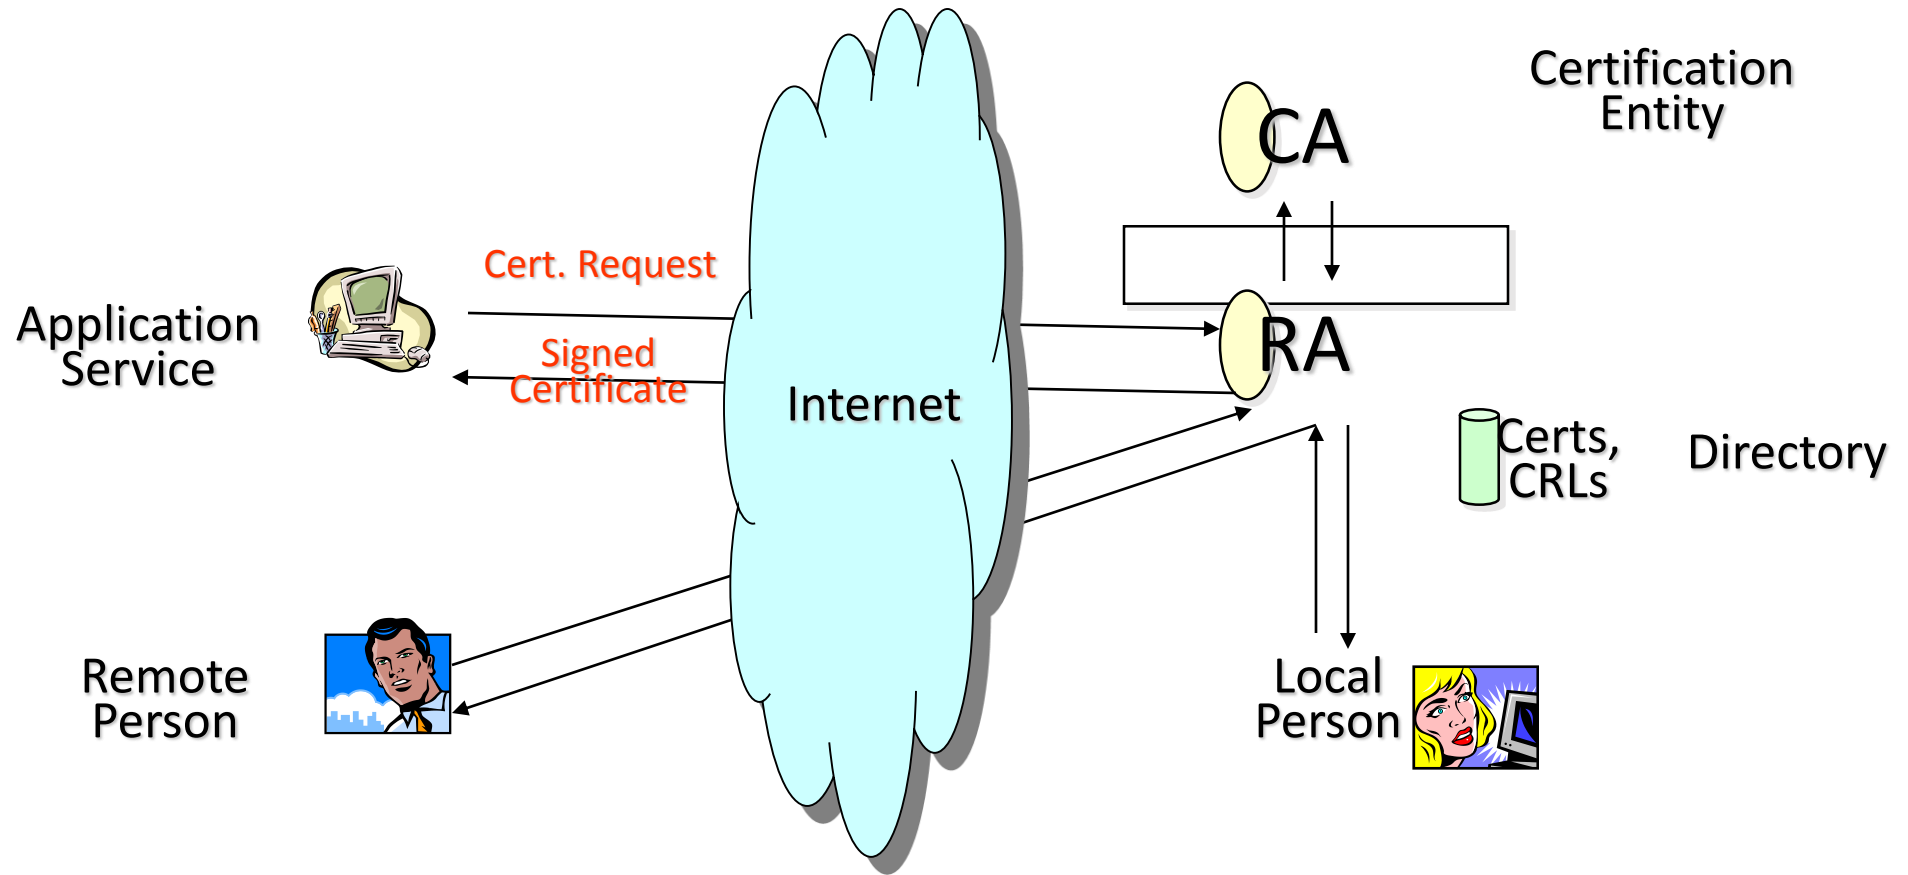 Certification
Entity
CA
Cert. Request
Application
Service
Signed
Certificate
RA
Internet
Certs,
CRLs
Directory
Remote
Person
Local
Person